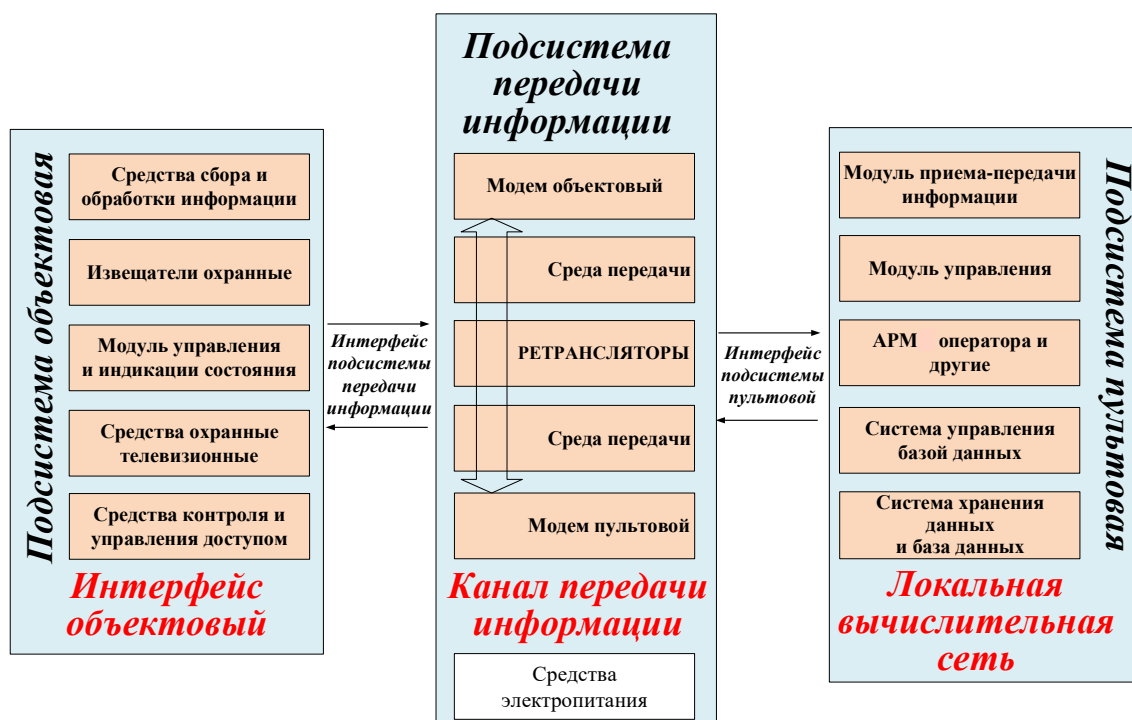 Подсистема объектовая
Средства сбора и
обработки информации
Извещатели охранные
Модуль управления
и индикации состояния
Средства охранные
телевизионные
Средства контроля и
управления доступом
Интерфейс
объектовый
Интерфейс
подсистемы
передачи
информации
Подсистема
передачи
информации
Модем объектовый
Среда передачи
РЕТРАНСЛЯТОРЫ
Среда передачи
Модем пультовой
Канал передачи
информации
Средства
электропитания
Интерфейс
подсистемы
пультовой
Модуль приема-передачи
информации
Модуль управления
АРМ оператора и
другие
Система управления
базой данных
Система хранения
данных
и база данных
Локальная
вычислительная
сеть
Подсистема пультовая